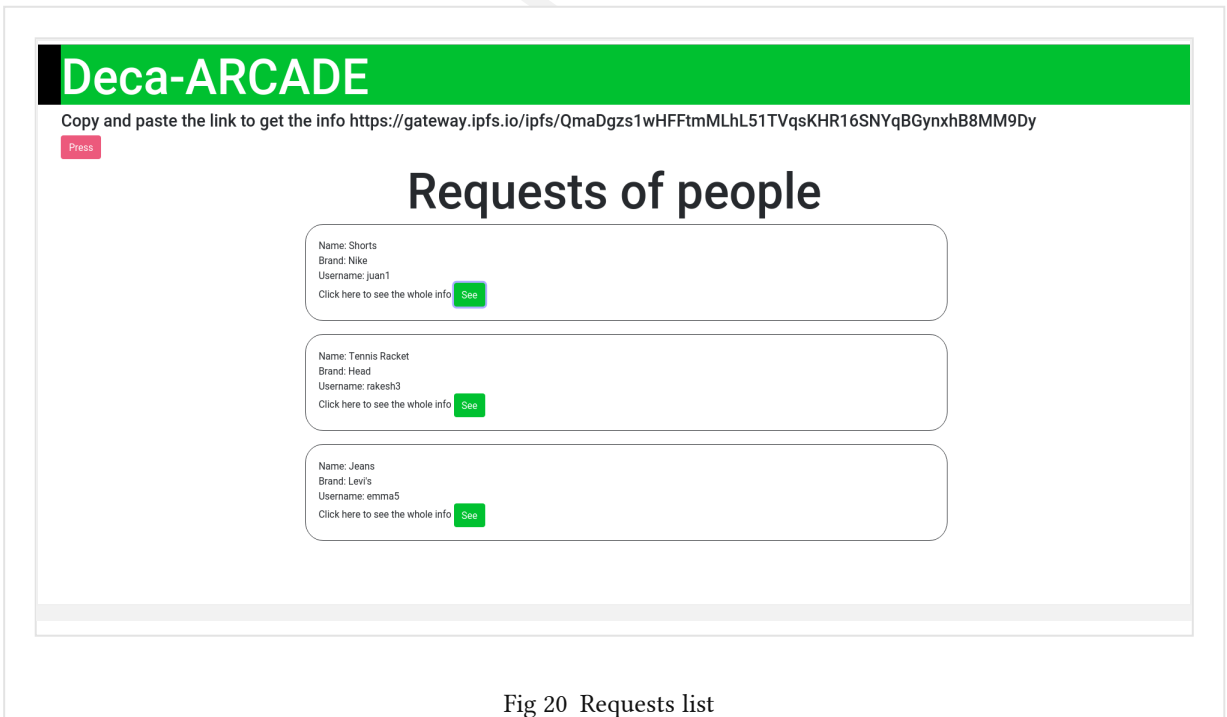 Deca-ARCADE
Copy and paste the link to get the info https://gateway.ipfs.io/ipfs/QmaDgzs1wHFFtmMLhL51TVqsKHR16SNYqBGynxhB8MM9Dy
Press
Requests of people
Name: Shorts
Brand: Nike
Username: juan1
Click here to see the whole info See
Name: Tennis Racket
Brand: Head
Username: rakesh3
Click here to see the whole info See
Name: Jeans
Brand: Levi's
Username: emma5
Click here to see the whole info See
Fig 20 Requests list